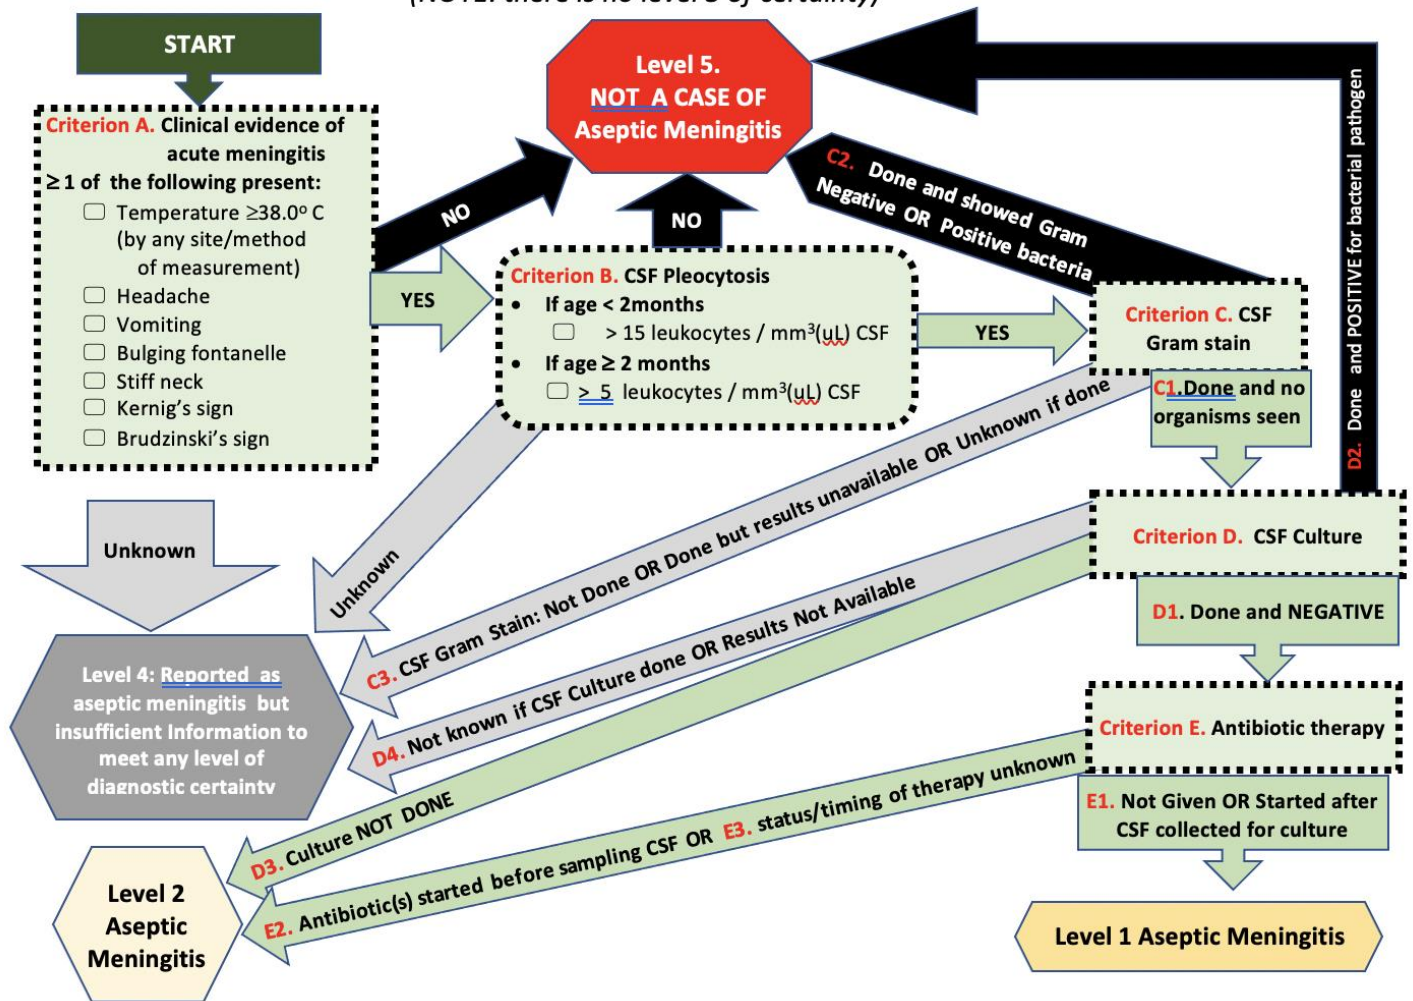 (NOTE: there is no level 3 of certainty)
START
Criterion A. Clinical evidence of
acute meningitis
≥ 1 of the following present:
Temperature ≥38.0º C
(by any site/method
of measurement)
Headache
Vomiting
Bulging fontanelle
Stiff neck
Kernig's sign
Brudzinski's sign
NO
YES
Unknown
Level 5.
NOT A CASE OF
Aseptic Meningitis
NO
Criterion B. CSF Pleocytosis
• If age < 2months
> 15 leukocytes / mm³(uL) CSF
• If age ≥ 2 months
> 5 leukocytes / mm³(uL) CSF
YES
Unknown
C2. Done and showed Gram
Negative OR Positive bacteria
Criterion C. CSF
Gram stain
C1.Done and no
organisms seen
C3. CSF Gram Stain: Not Done OR Done but results unavailable OR Unknown if done
D2. Done and POSITIVE for bacterial pathogen
Criterion D. CSF Culture
D1. Done and NEGATIVE
D4. Not known if CSF Culture done OR Results Not Available
D3. Culture NOT DONE
Criterion E. Antibiotic therapy
E1. Not Given OR Started after
CSF collected for culture
E2. Antibiotic(s) started before sampling CSF OR E3. status/timing of therapy unknown
Level 4: Reported as
aseptic meningitis but
insufficient Information to
meet any level of
diagnostic certainty
Level 2
Aseptic
Meningitis
Level 1 Aseptic Meningitis